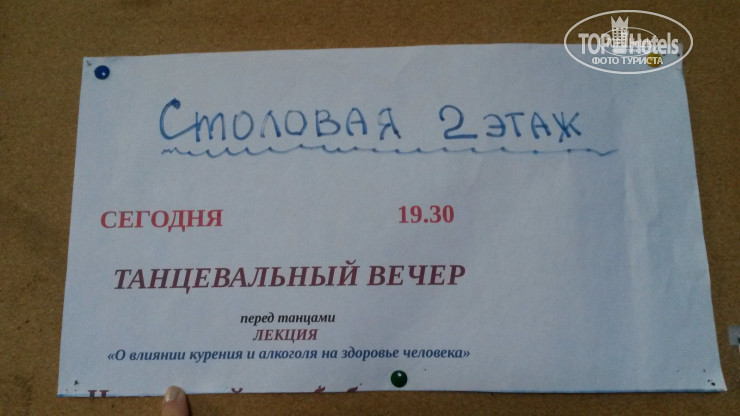 TOP Hotels
ФОТО ТУРИСТА
Столовая 2 этаж
СЕГОДНЯ 19.30
ТАНЦЕВАЛЬНЫЙ ВЕЧЕР
перед танцами
ЛЕКЦИЯ
«О влиянии курения и алкоголя на здоровье человека»